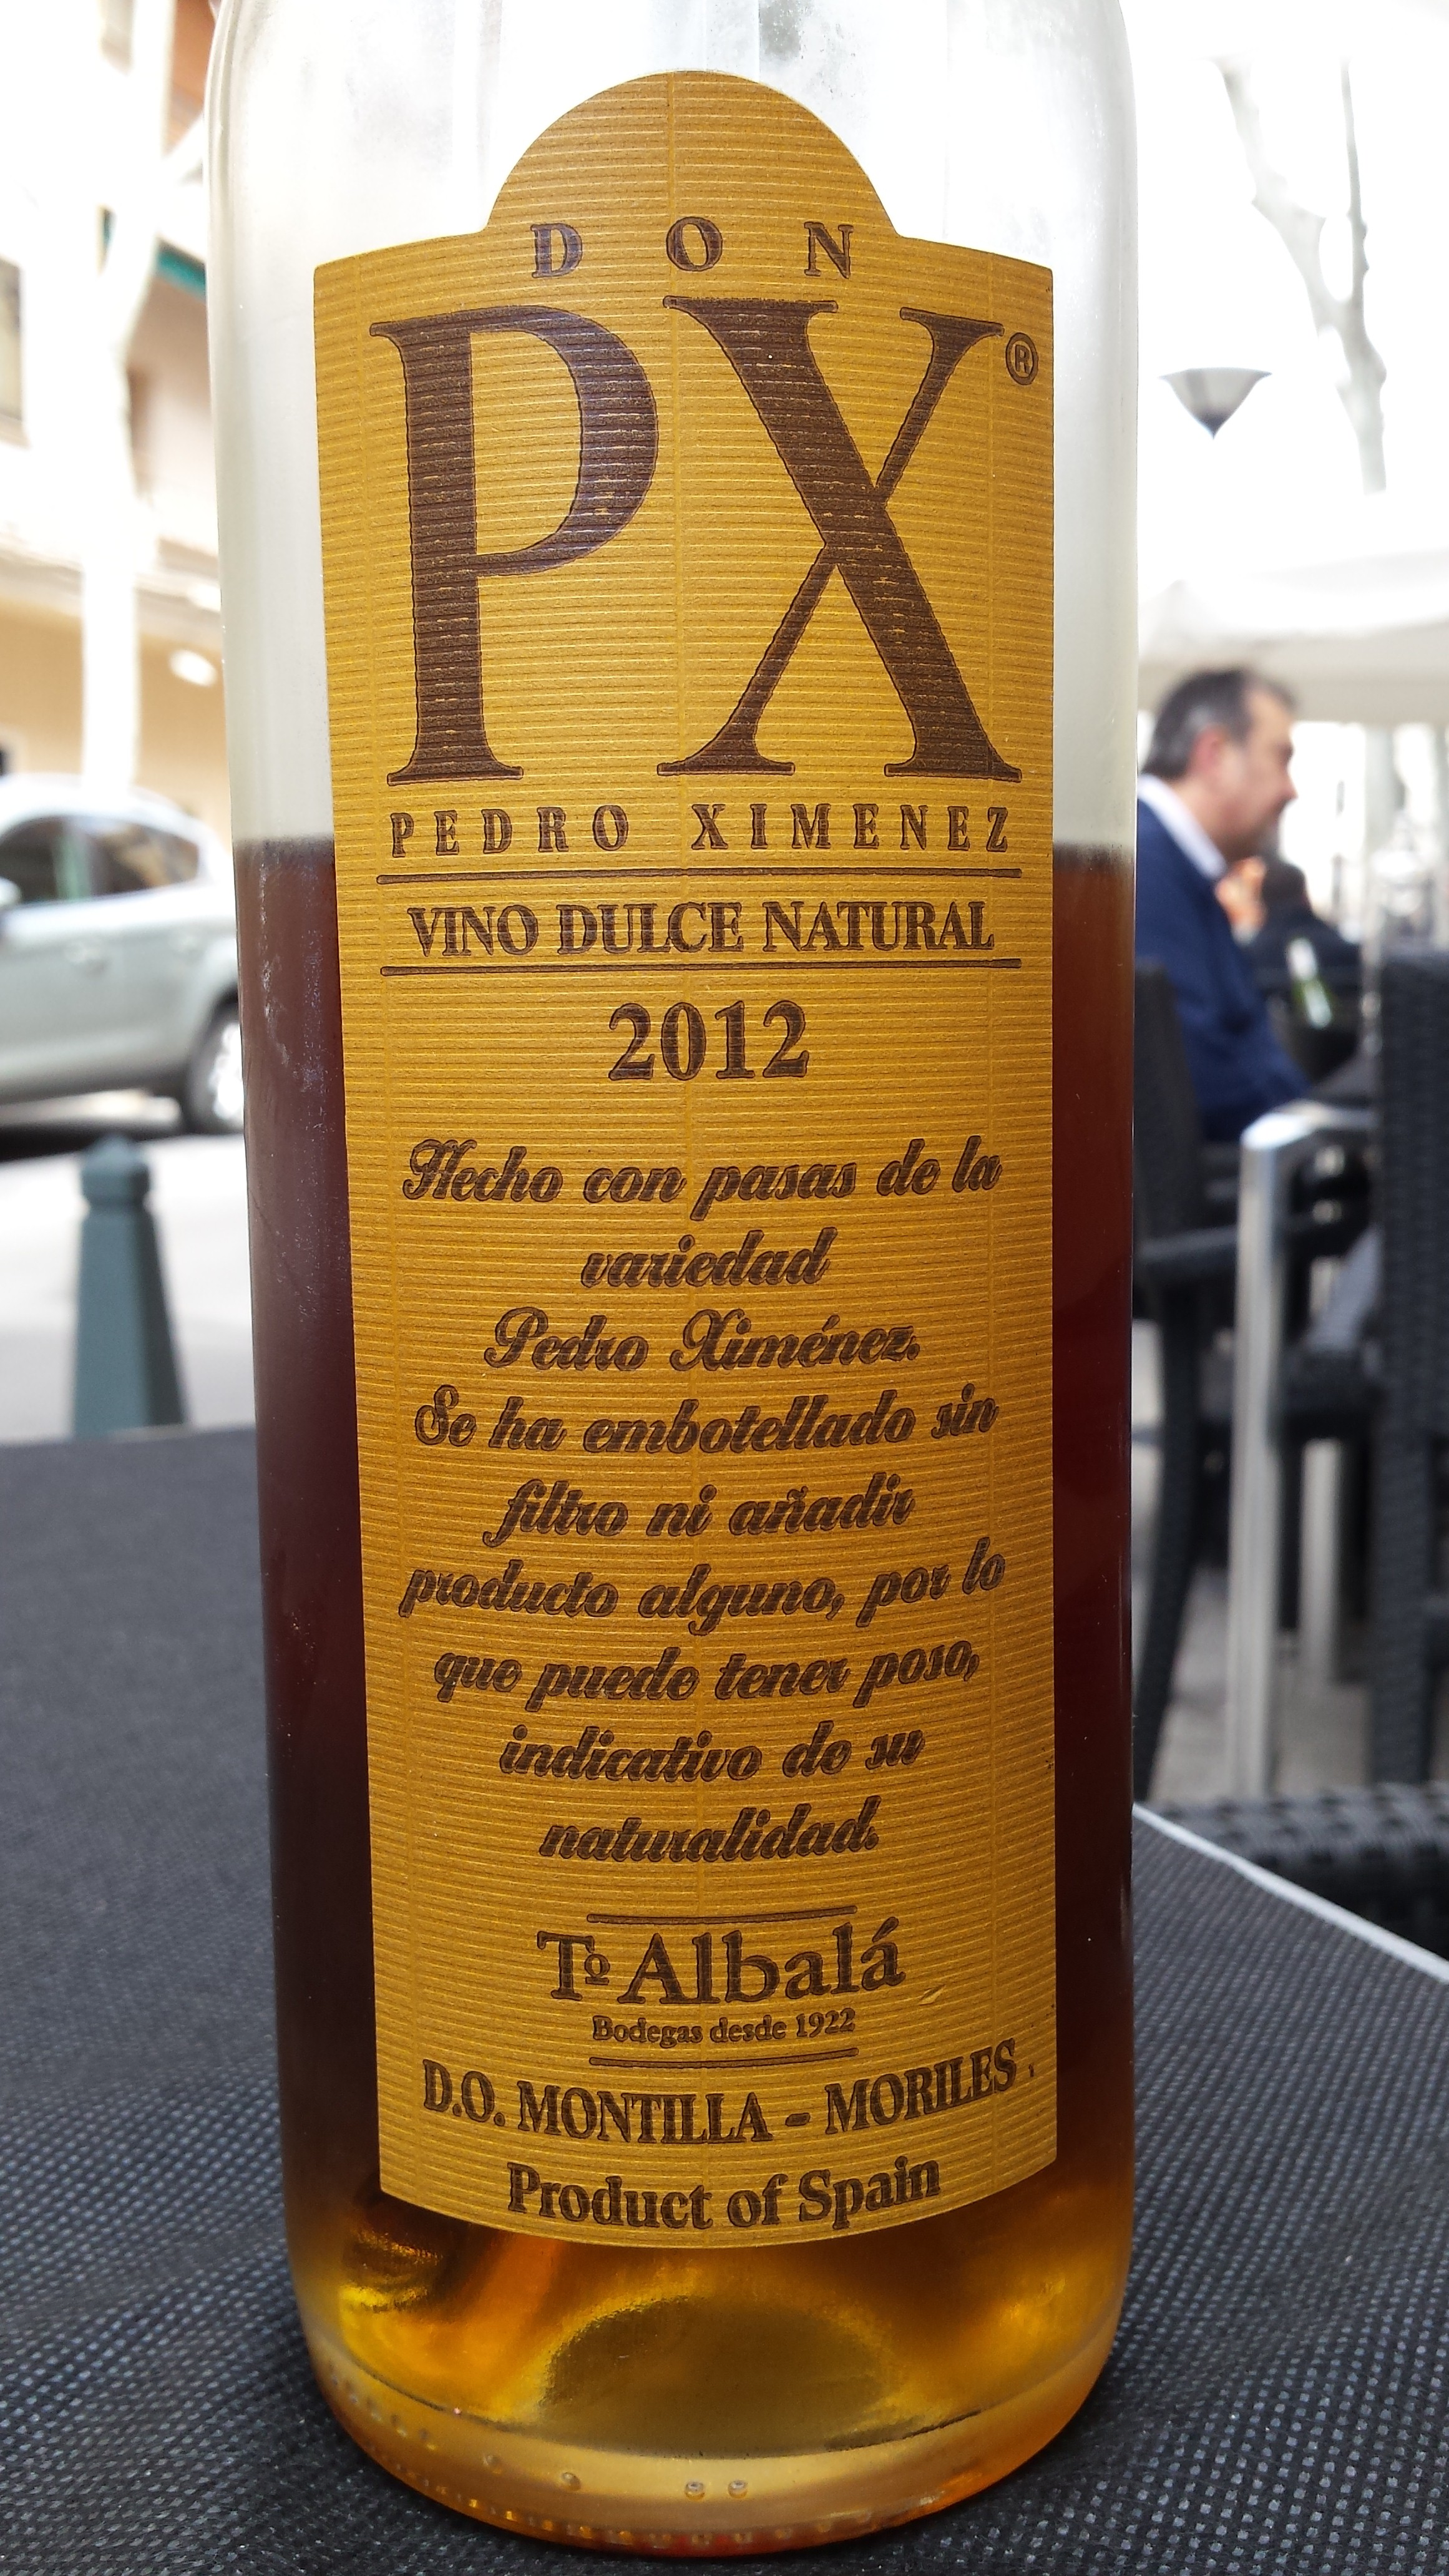 DON
PX®
PEDRO XIMENEZ
VINO DULCE NATURAL
2012
Hecho con pasas de la
variedad
Pedro Ximénez.
Se ha embotellado sin
filtro ni añadir
producto alguno, por lo
que puede tener poso,
indicativo de su
naturalidad.
Tº Albalá
Bodegas desde 1922
D.O. MONTILLA - MORILES
Product of Spain